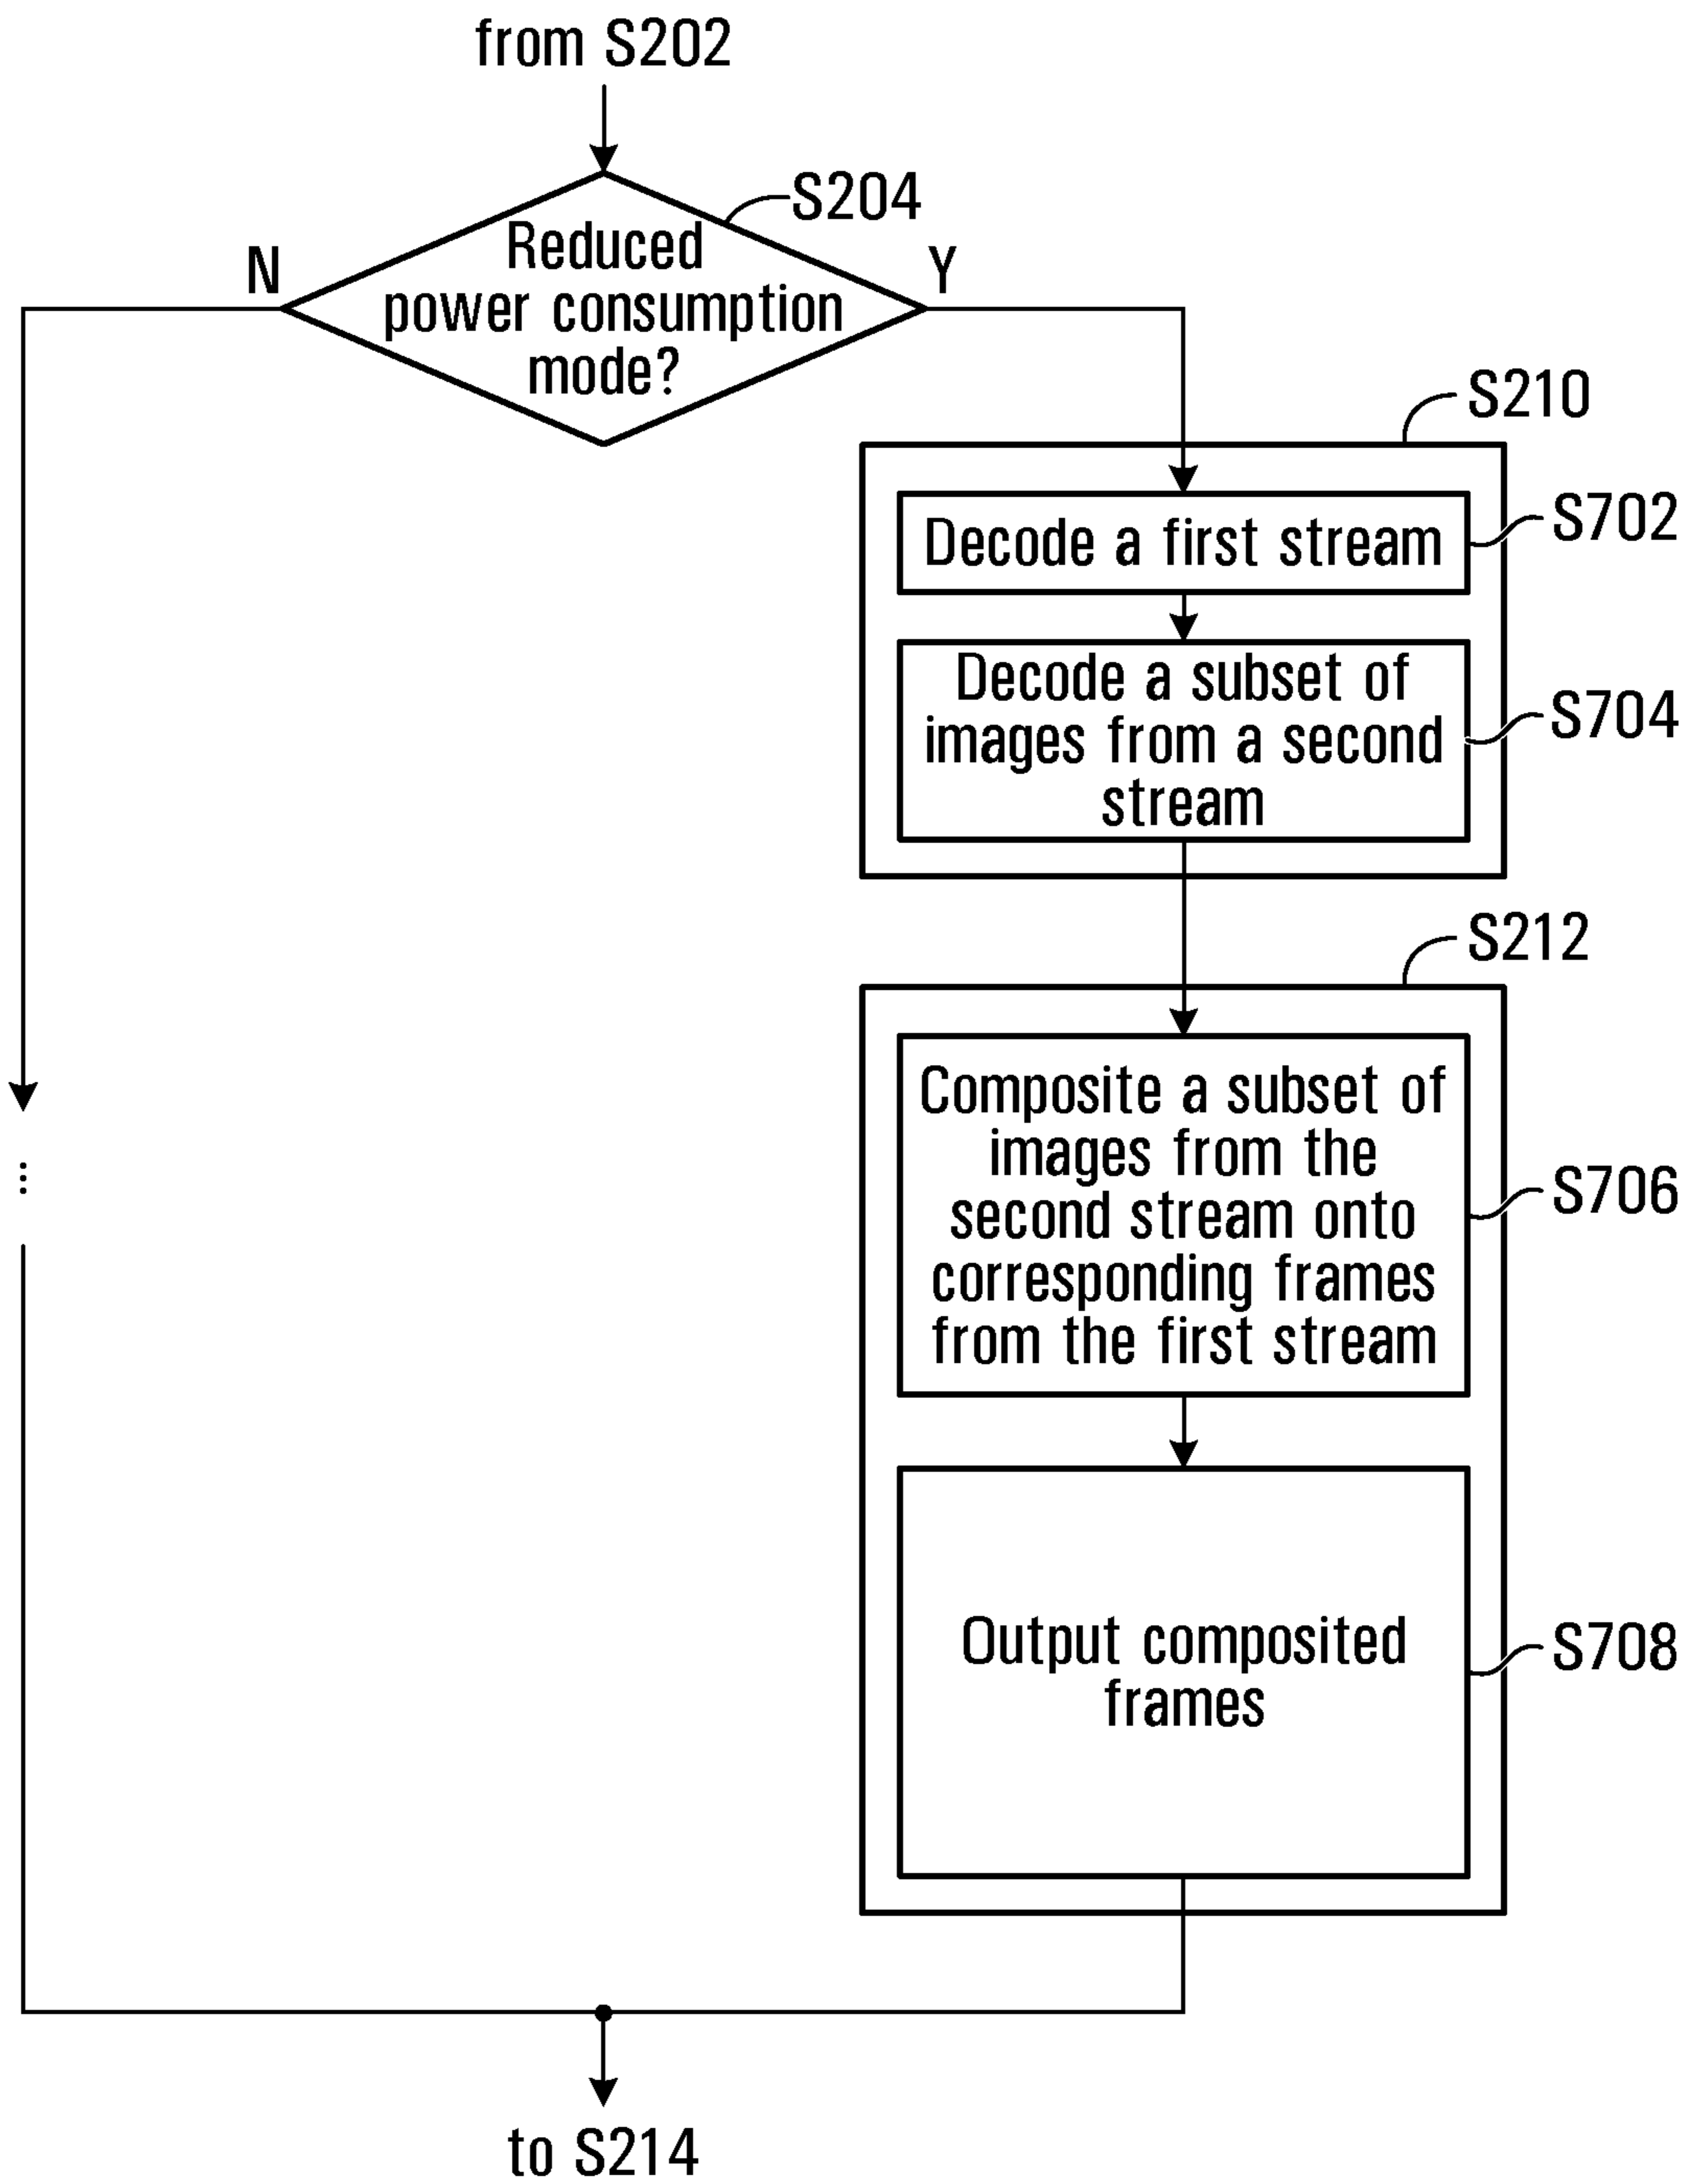 from S202
S204
Reduced
power consumption
mode?
N
Y
S210
Decode a first stream
S702
Decode a subset of
images from a second
stream
S704
S212
Composite a subset of
images from the
second stream onto
corresponding frames
from the first stream
S706
...
Output composited
frames
S708
to S214